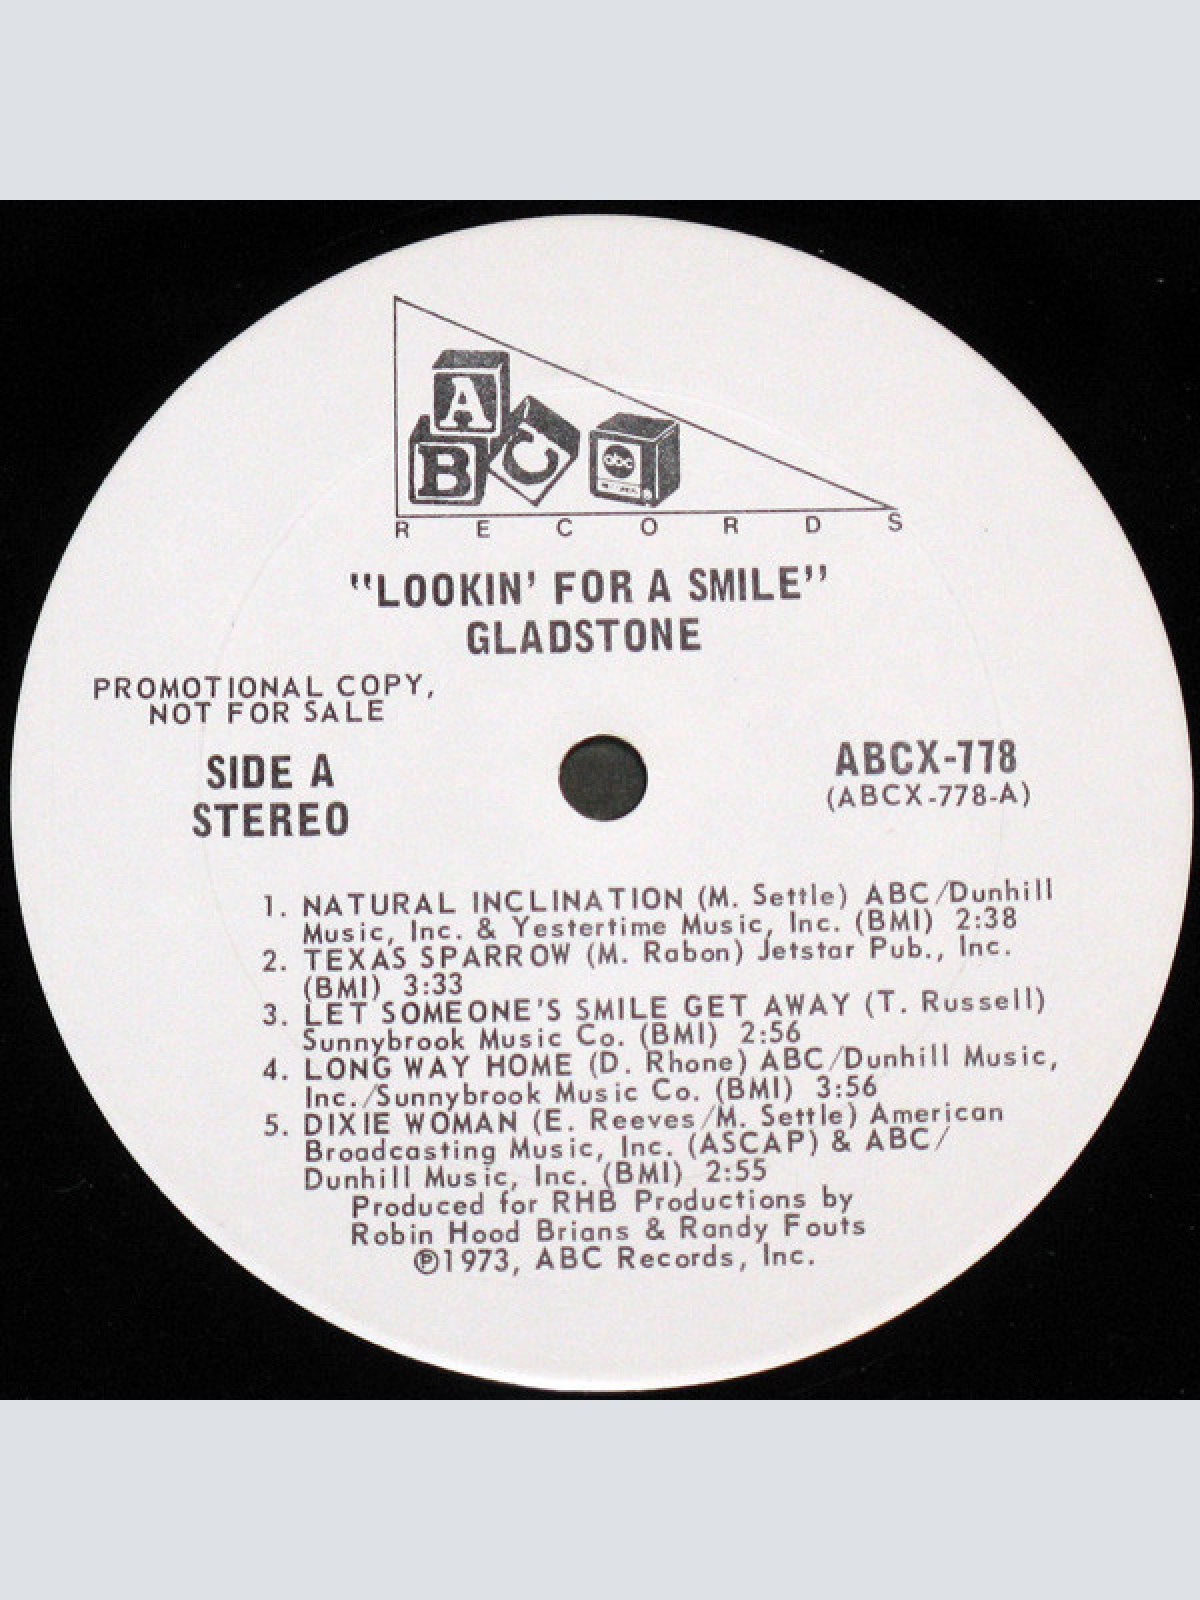 A
B C abc
R E C O R D S
"LOOKIN' FOR A SMILE"
GLADSTONE
PROMOTIONAL COPY,
NOT FOR SALE
SIDE A
STEREO
ABCX-778
(ABCX-778-A)
1. NATURAL INCLINATION (M. Settle) ABC/Dunhill
Music, Inc. & Yestertime Music, Inc. (BMI) 2:38
2. TEXAS SPARROW (M. Rabon) Jetstar Pub., Inc.
(BMI) 3:33
3. LET SOMEONE'S SMILE GET AWAY (T. Russell)
Sunnybrook Music Co. (BMI) 2:56
4. LONG WAY HOME (D. Rhone) ABC/Dunhill Music,
Inc./Sunnybrook Music Co. (BMI) 3:56
5. DIXIE WOMAN (E. Reeves/M. Settle) American
Broadcasting Music, Inc. (ASCAP) & ABC/
Dunhill Music, Inc. (BMI) 2:55
Produced for RHB Productions by
Robin Hood Brians & Randy Fouts
℗1973, ABC Records, Inc.